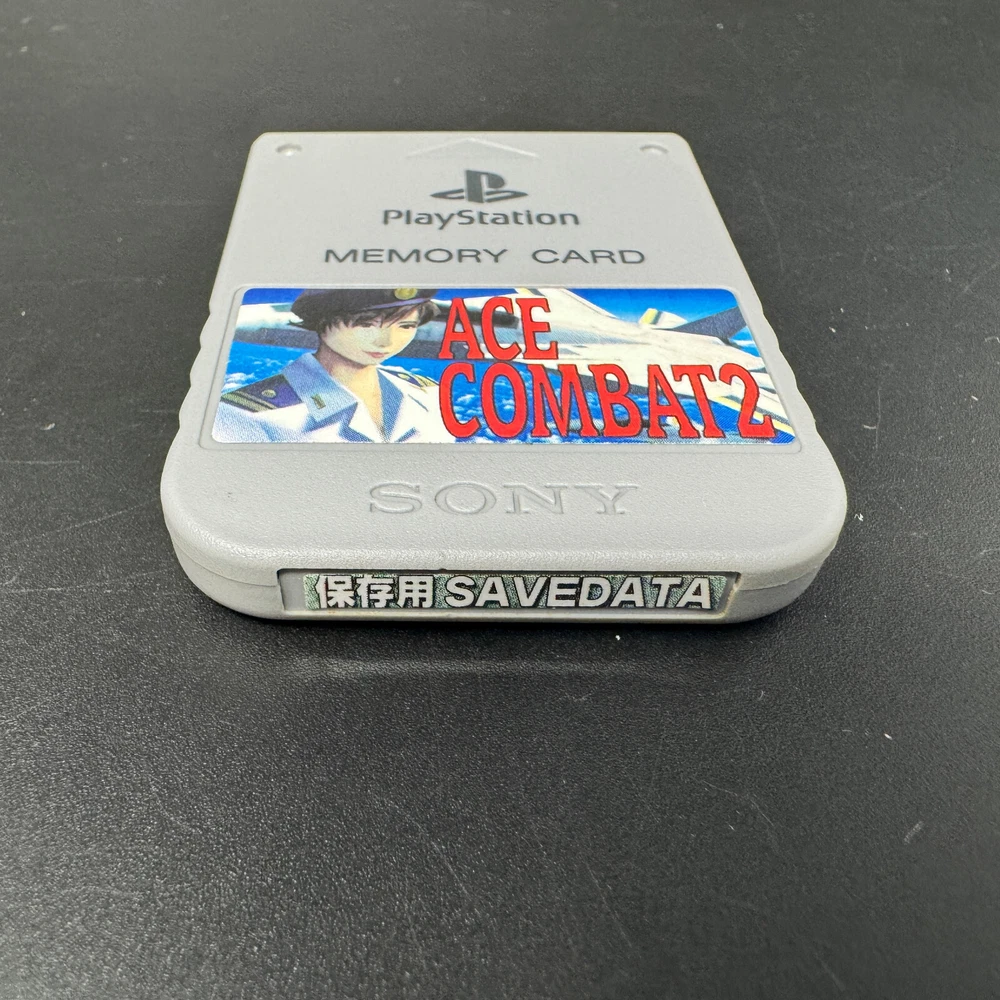 PlayStation
MEMORY CARD
ACE
COMBAT2
SONY
保存用 SAVEDATA